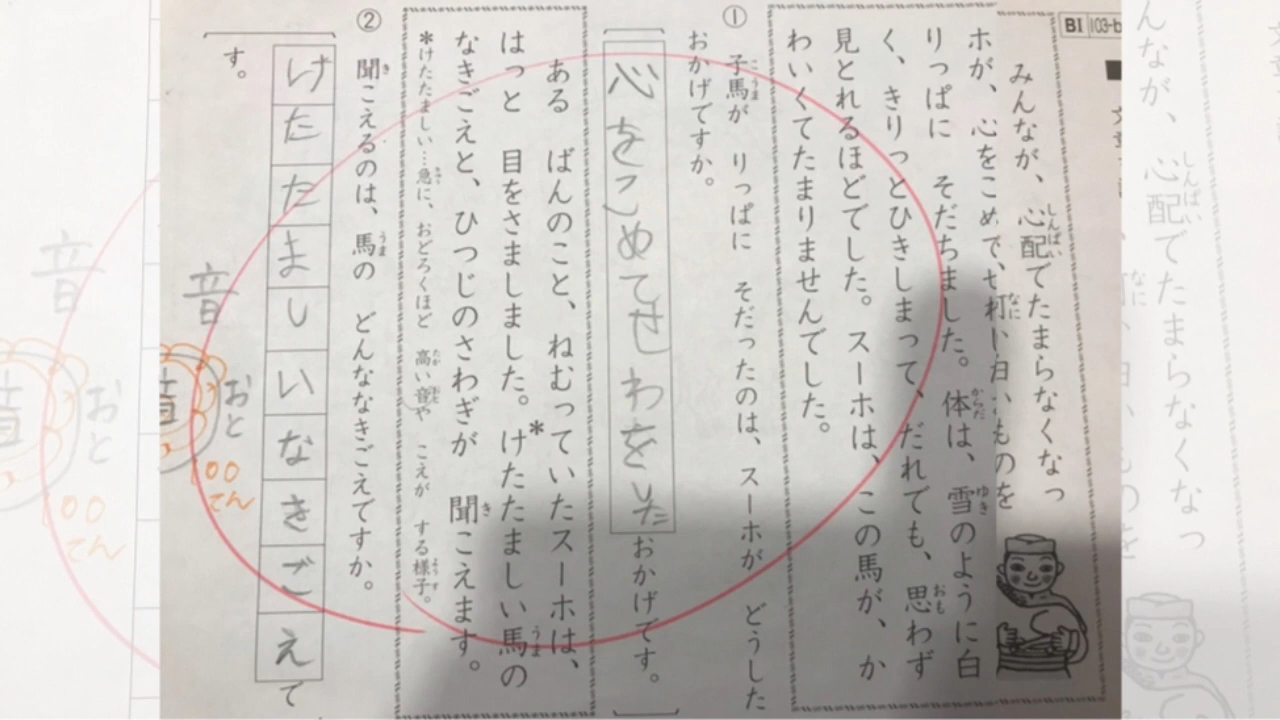 BI 103-b
みんなが、心配でたまらなくなっ
ホが、心をこめて、せ わ
りっぱに そだちました。体は、雪のように白
く、きりっとひきしまって、だれでも、思わず
見とれるほどでした。スーホは、この馬が、か
わいくてたまりませんでした。
① 子馬が りっぱに そだったのは、スーホが どうした
おかげですか。
心をこめてせわをした おかげです。
ある ばんのこと、ねむっていたスーホは、
はっと 目をさましました。*けたたましい馬の
なきごえと、ひつじのさわぎが 聞こえます。
*けたたましい…急に、おどろくほど 高い音や こえが する様子。
② 聞こえるのは、馬の どんななきごえですか。
けたたましいなきごえ で
す。
音
おと
100
てん
音